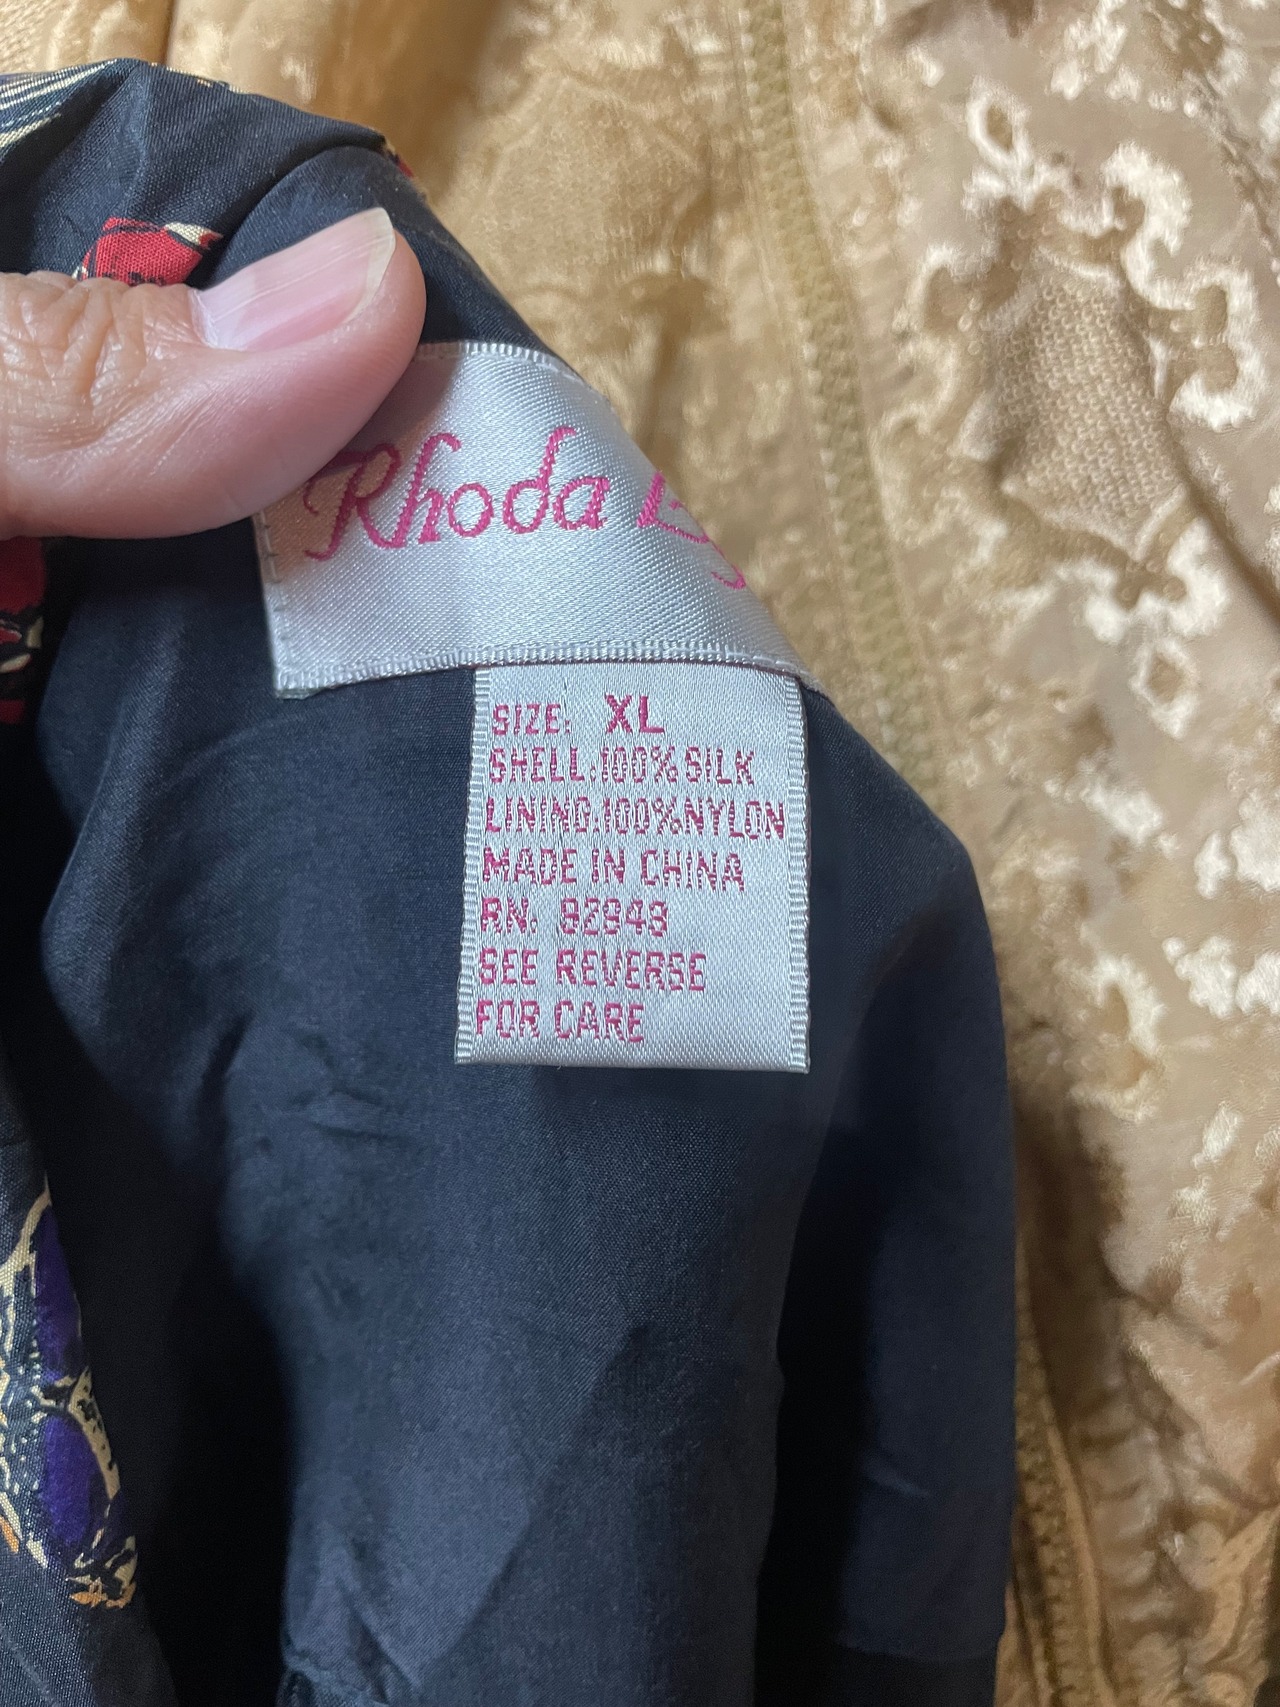 Rhoda
SIZE: XL
SHELL:100% SILK
LINING:100%NYLON
MADE IN CHINA
RN: 82943
SEE REVERSE
FOR CARE